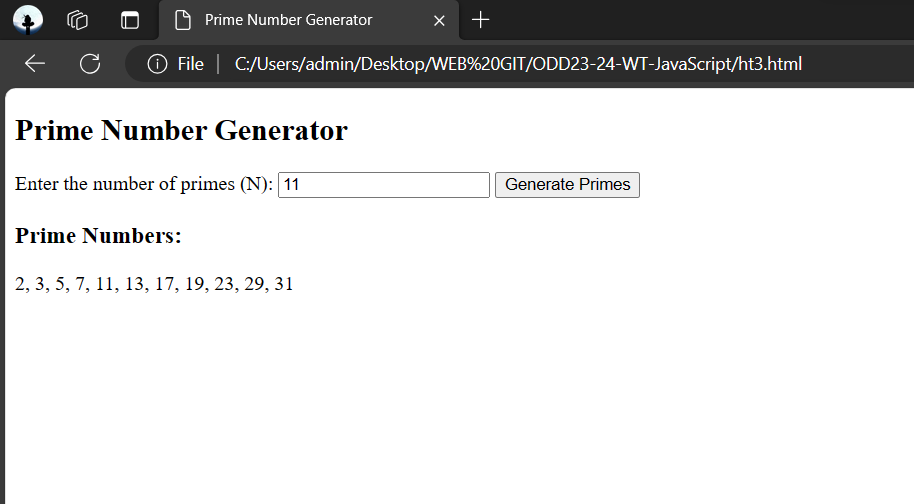 Prime Number Generator
File C:/Users/admin/Desktop/WEB%20GIT/ODD23-24-WT-JavaScript/ht3.html
Prime Number Generator
Enter the number of primes (N): 11 Generate Primes
Prime Numbers:
2, 3, 5, 7, 11, 13, 17, 19, 23, 29, 31